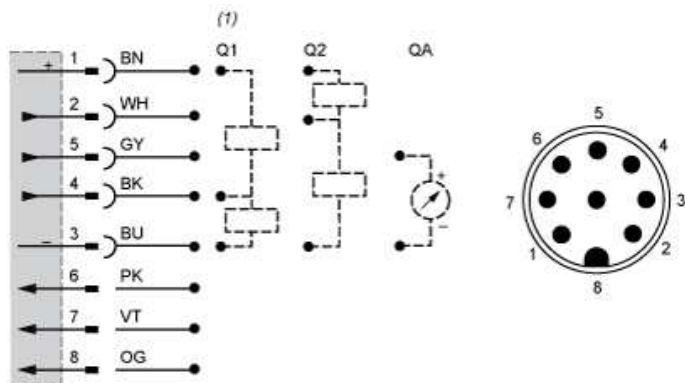 (1)
Q1 Q2 QA
+ 1 BN
2 WH
5 GY
4 BK
− 3 BU
6 PK
7 VT
8 OG
+
−
5
6 4
7 3
1 2
8